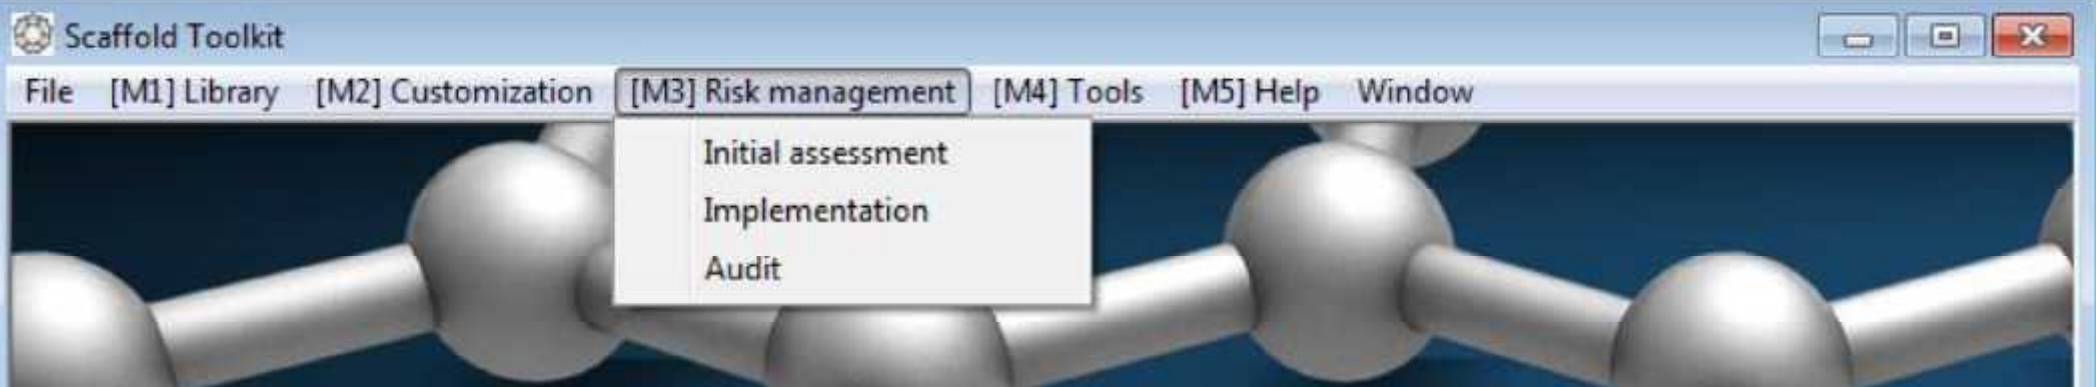 Scaffold Toolkit
File [M1] Library [M2] Customization [M3] Risk management [M4] Tools [M5] Help Window
Initial assessment
Implementation
Audit